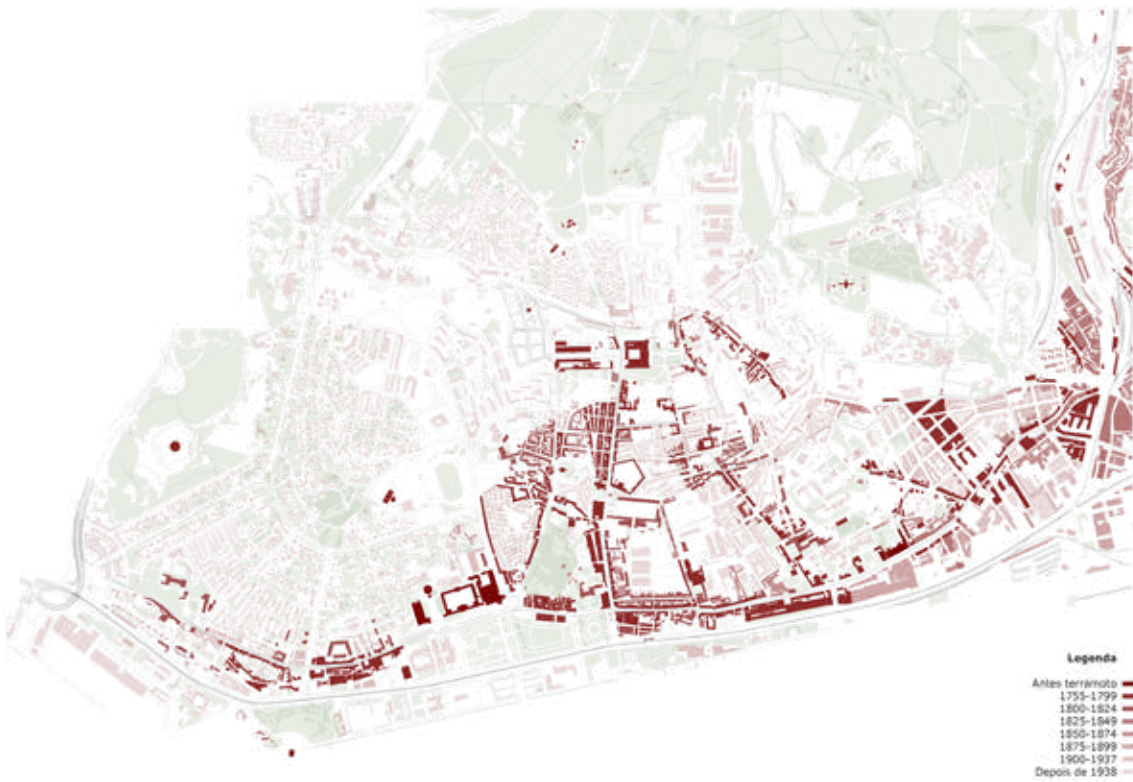 Legenda
Antes terramoto
1755-1799
1800-1824
1825-1849
1850-1874
1875-1899
1900-1937
Depois de 1938